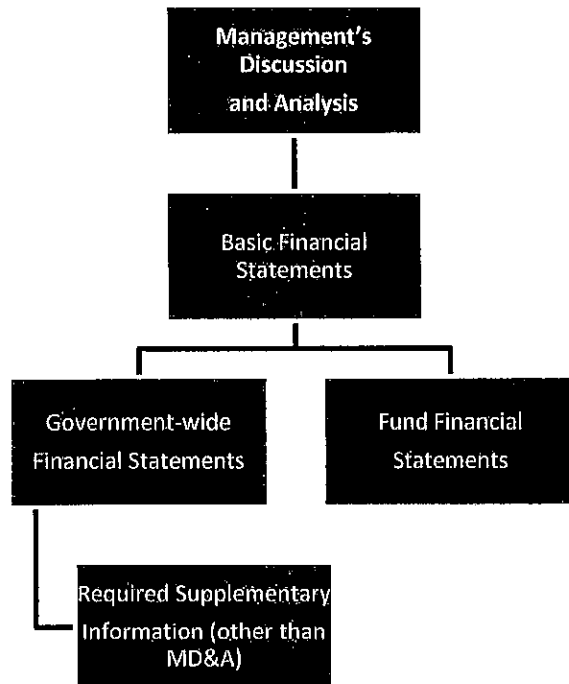 Management's
Discussion
and Analysis
Basic Financial
Statements
Government-wide
Financial Statements
Fund Financial
Statements
Required Supplementary
Information (other than
MD&A)